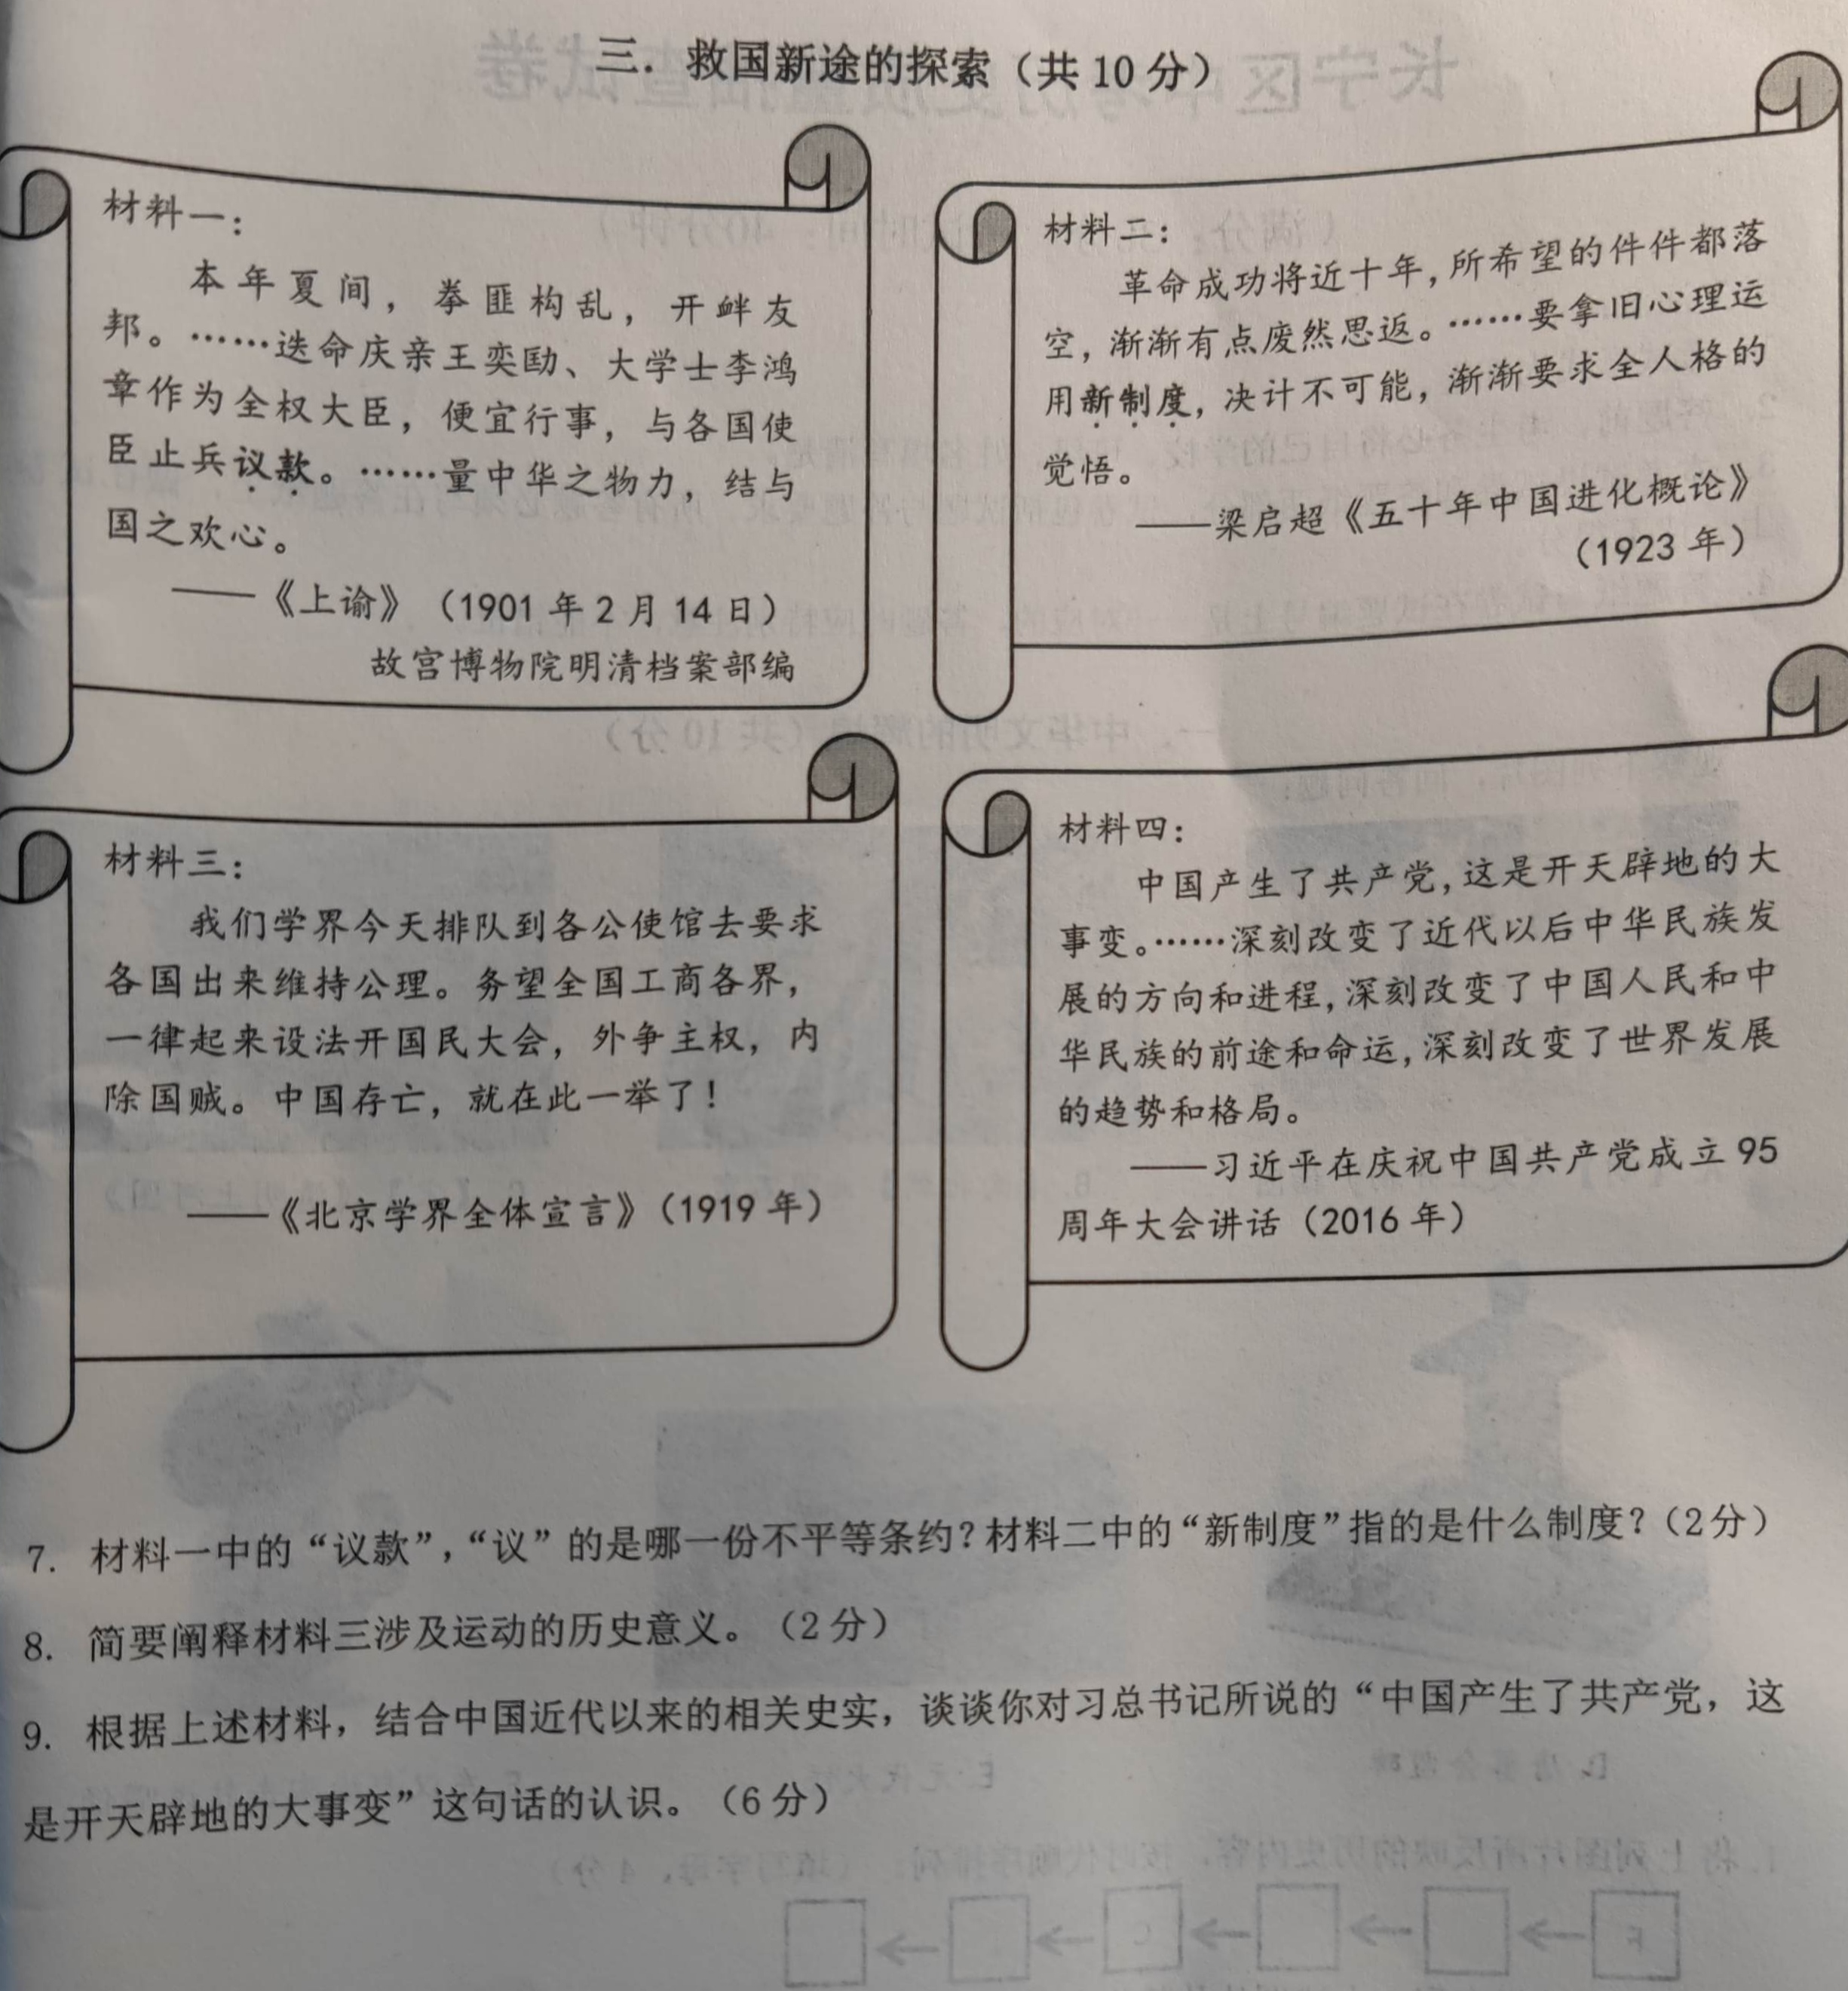 三．救国新途的探索（共 10 分）
材料一：
本年夏间，拳匪构乱，开衅友
邦。……迭命庆亲王奕劻、大学士李鸿
章作为全权大臣，便宜行事，与各国使
臣止兵议款。……量中华之物力，结与
国之欢心。
——《上谕》（1901 年 2 月 14 日）
故宫博物院明清档案部编
材料二：
革命成功将近十年，所希望的件件都落
空，渐渐有点废然思返。……要拿旧心理运
用新制度，决计不可能，渐渐要求全人格的
觉悟。
——梁启超《五十年中国进化概论》
（1923 年）
材料三：
我们学界今天排队到各公使馆去要求
各国出来维持公理。务望全国工商各界，
一律起来设法开国民大会，外争主权，内
除国贼。中国存亡，就在此一举了！
——《北京学界全体宣言》（1919 年）
材料四：
中国产生了共产党，这是开天辟地的大
事变。……深刻改变了近代以后中华民族发
展的方向和进程，深刻改变了中国人民和中
华民族的前途和命运，深刻改变了世界发展
的趋势和格局。
——习近平在庆祝中国共产党成立 95
周年大会讲话（2016 年）
7. 材料一中的“议款”，“议”的是哪一份不平等条约？材料二中的“新制度”指的是什么制度？（2分）
8. 简要阐释材料三涉及运动的历史意义。（2 分）
9. 根据上述材料，结合中国近代以来的相关史实，谈谈你对习总书记所说的“中国产生了共产党，这
是开天辟地的大事变”这句话的认识。（6 分）